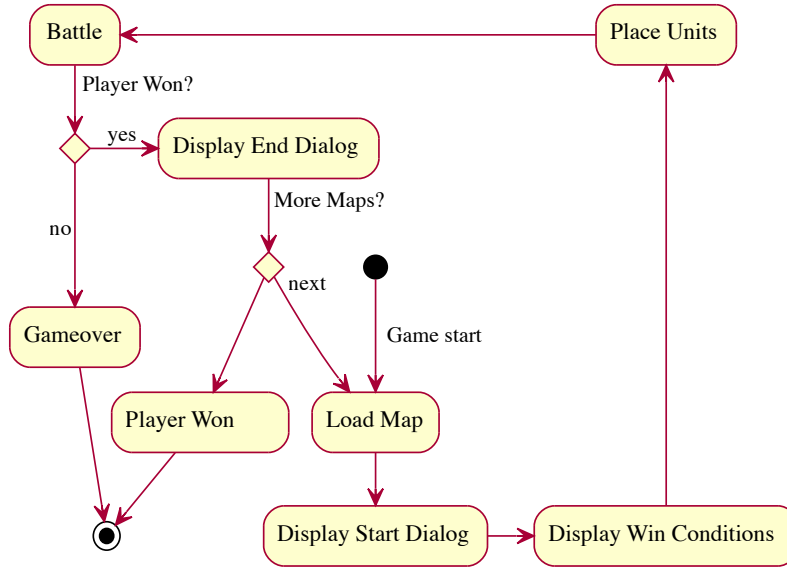 Battle
Place Units
Player Won?
yes
Display End Dialog
More Maps?
no
next
Gameover
Game start
Player Won
Load Map
Display Start Dialog
Display Win Conditions